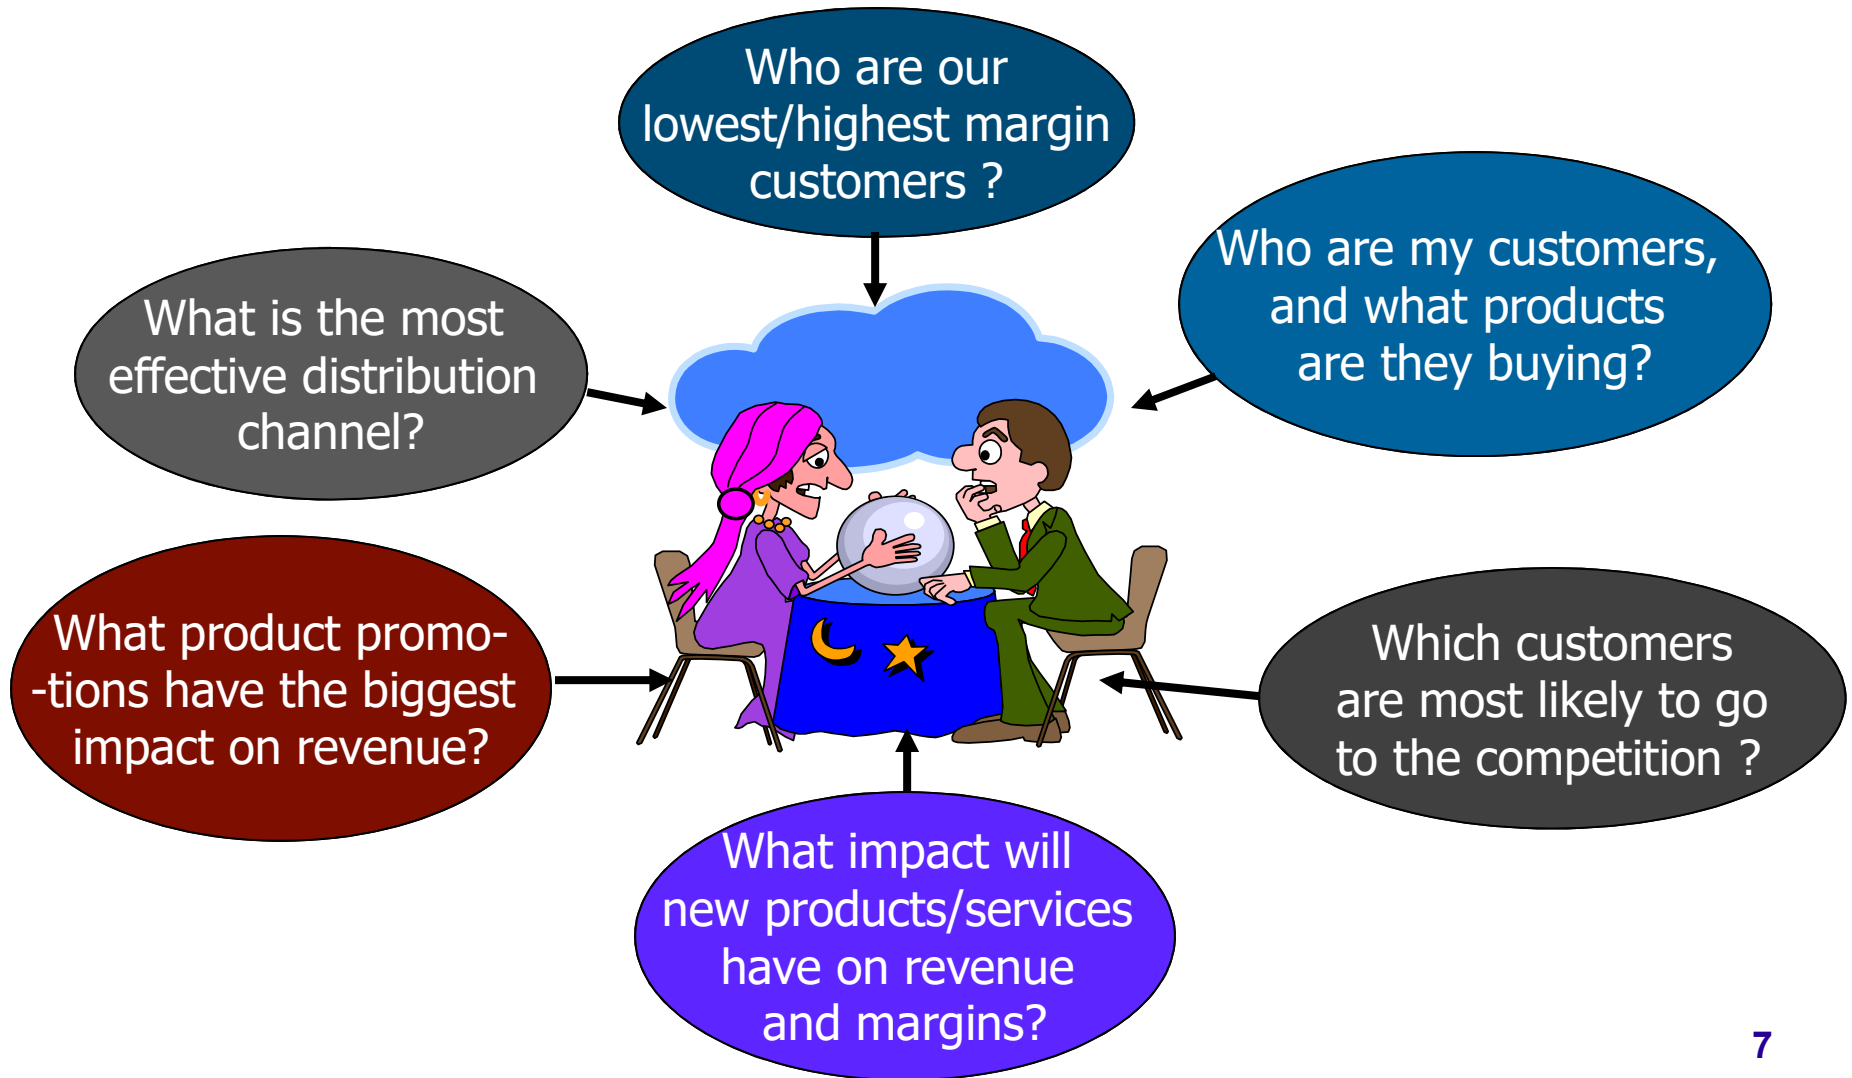 Who are our
lowest/highest margin
customers ?
Who are my customers,
and what products
are they buying?
What is the most
effective distribution
channel?
What product promo-
-tions have the biggest
impact on revenue?
Which customers
are most likely to go
to the competition ?
What impact will
new products/services
have on revenue
and margins?
7